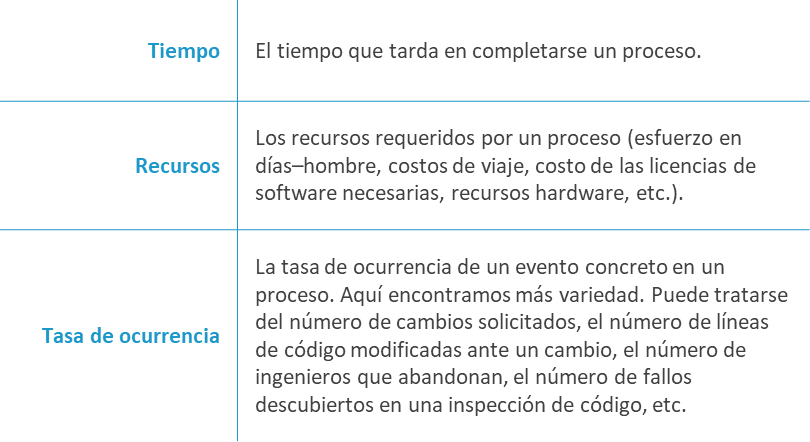 Tiempo
El tiempo que tarda en completarse un proceso.
Recursos
Los recursos requeridos por un proceso (esfuerzo en
días–hombre, costos de viaje, costo de las licencias de
software necesarias, recursos hardware, etc.).
Tasa de ocurrencia
La tasa de ocurrencia de un evento concreto en un
proceso. Aquí encontramos más variedad. Puede tratarse
del número de cambios solicitados, el número de líneas
de código modificadas ante un cambio, el número de
ingenieros que abandonan, el número de fallos
descubiertos en una inspección de código, etc.